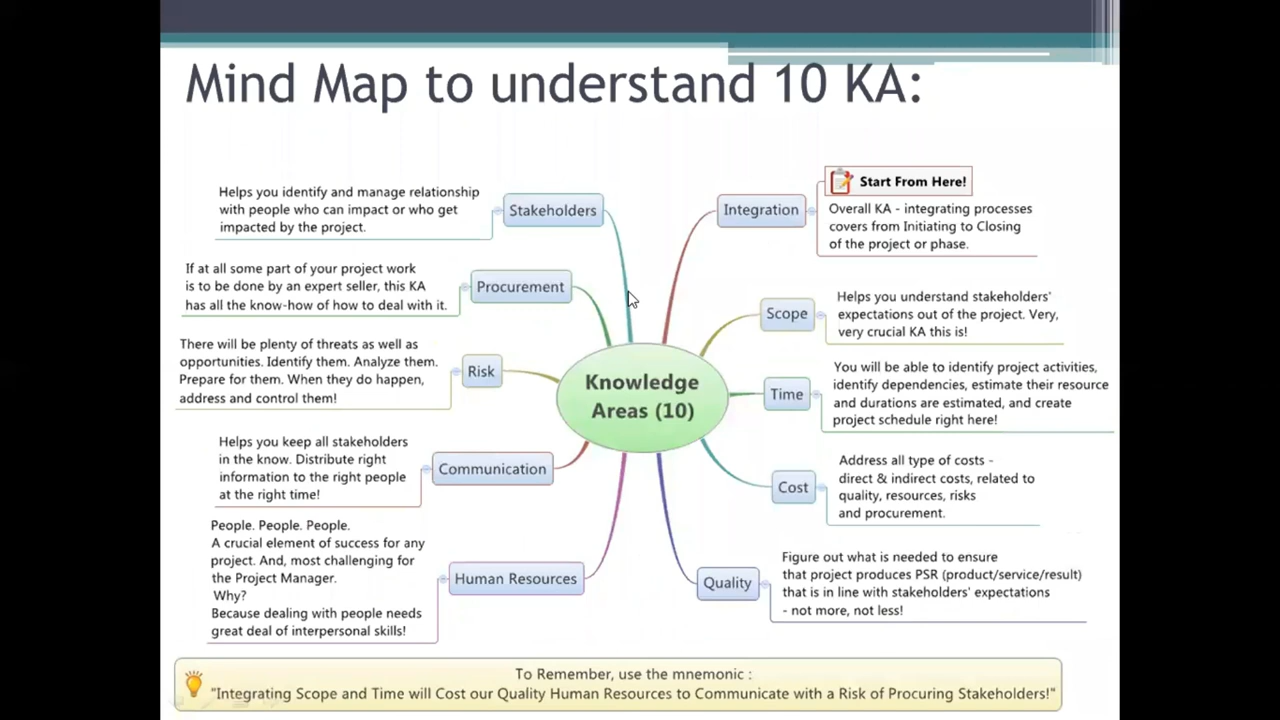 Mind Map to understand 10 KA:
Start From Here!
Integration
Overall KA - integrating processes
covers from Initiating to Closing
of the project or phase.
Scope
Helps you understand stakeholders'
expectations out of the project. Very,
very crucial KA this is!
Time
You will be able to identify project activities,
identify dependencies, estimate their resource
and durations are estimated, and create
project schedule right here!
Cost
Address all type of costs -
direct & indirect costs, related to
quality, resources, risks
and procurement.
Quality
Figure out what is needed to ensure
that project produces PSR (product/service/result)
that is in line with stakeholders' expectations
- not more, not less!
Knowledge
Areas (10)
Stakeholders
Helps you identify and manage relationship
with people who can impact or who get
impacted by the project.
Procurement
If at all some part of your project work
is to be done by an expert seller, this KA
has all the know-how of how to deal with it.
Risk
There will be plenty of threats as well as
opportunities. Identify them. Analyze them.
Prepare for them. When they do happen,
address and control them!
Communication
Helps you keep all stakeholders
in the know. Distribute right
information to the right people
at the right time!
Human Resources
People. People. People.
A crucial element of success for any
project. And, most challenging for
the Project Manager.
Why?
Because dealing with people needs
great deal of interpersonal skills!
To Remember, use the mnemonic :
"Integrating Scope and Time will Cost our Quality Human Resources to Communicate with a Risk of Procuring Stakeholders!"